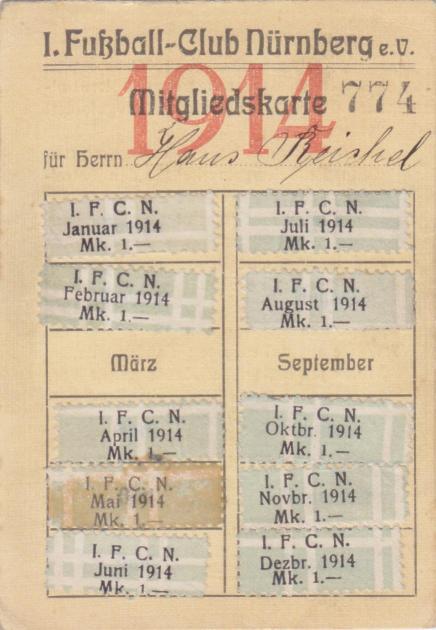 I. Fußball-Club Nürnberg e.V.
1914
Mitgliedskarte 774
für Herrn Hans Reichel
I. F. C. N.
Januar 1914
Mk. 1.—
I. F. C. N.
Februar 1914
Mk. 1.—
März
I. F. C. N.
April 1914
Mk. 1.—
I. F. C. N.
Mai 1914
Mk. 1.—
I. F. C. N.
Juni 1914
Mk. 1.—
I. F. C. N.
Juli 1914
Mk. 1.—
I. F. C. N.
August 1914
Mk. 1.—
September
I. F. C. N.
Oktbr. 1914
Mk. 1.—
I. F. C. N.
Novbr. 1914
Mk. 1.—
I. F. C. N.
Dezbr. 1914
Mk. 1.—